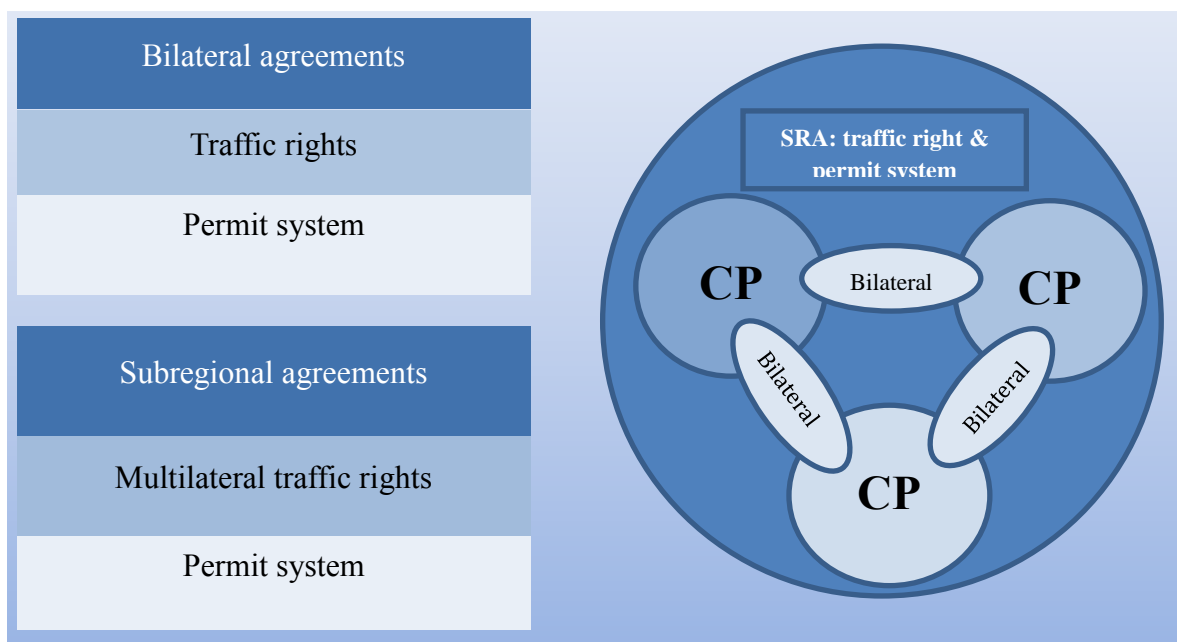 Bilateral agreements
Traffic rights
Permit system
Subregional agreements
Multilateral traffic rights
Permit system
SRA: traffic right &
permit system
CP
Bilateral
CP
Bilateral
Bilateral
CP